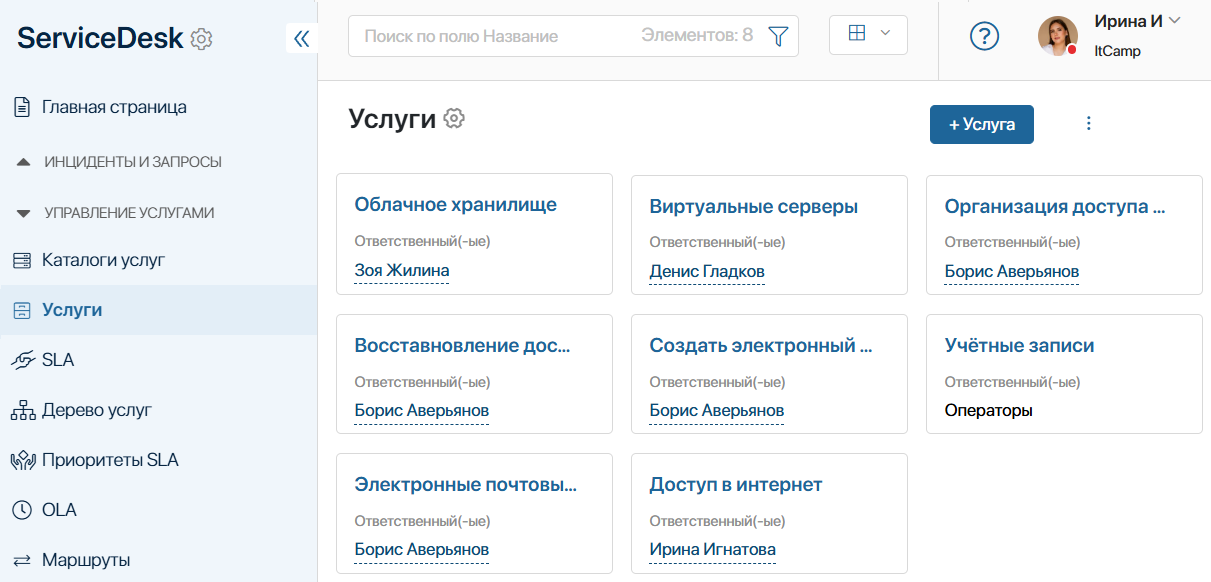 ServiceDesk
Главная страница
ИНЦИДЕНТЫ И ЗАПРОСЫ
УПРАВЛЕНИЕ УСЛУГАМИ
Каталоги услуг
Услуги
SLA
Дерево услуг
Приоритеты SLA
OLA
Маршруты
Поиск по полю Название
Элементов: 8
?
Ирина И
ItCamp
Услуги
+ Услуга
Облачное хранилище
Ответственный(-ые)
Зоя Жилина
Виртуальные серверы
Ответственный(-ые)
Денис Гладков
Организация доступа ...
Ответственный(-ые)
Борис Аверьянов
Восставновление дос...
Ответственный(-ые)
Борис Аверьянов
Создать электронный ...
Ответственный(-ые)
Борис Аверьянов
Учётные записи
Ответственный(-ые)
Операторы
Электронные почтовы...
Ответственный(-ые)
Борис Аверьянов
Доступ в интернет
Ответственный(-ые)
Ирина Игнатова